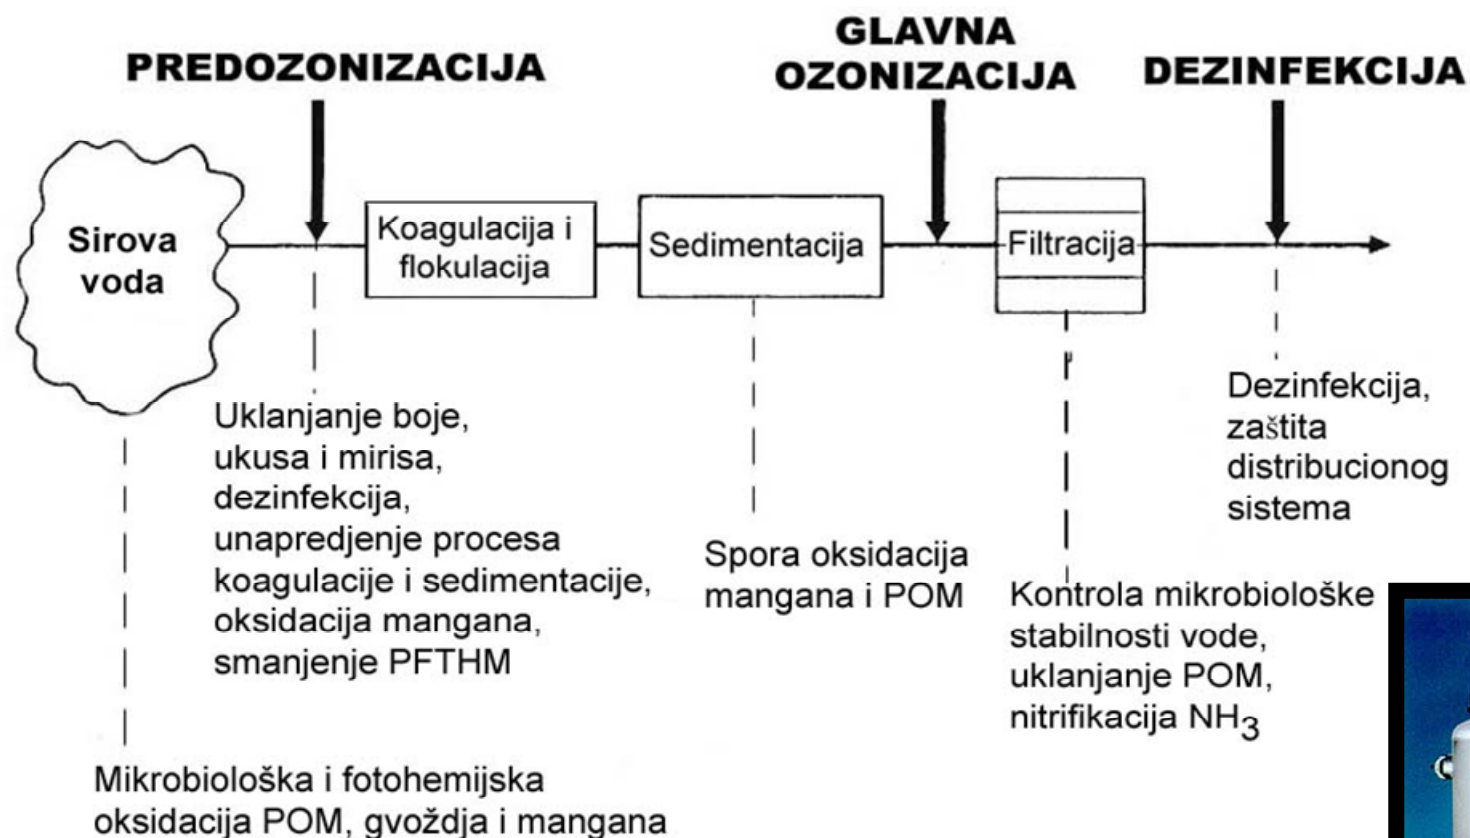 PREDOZONIZACIJA
GLAVNA
OZONIZACIJA
DEZINFEKCIJA
Sirova
voda
Koagulacija i
flokulacija
Sedimentacija
Filtracija
Uklanjanje boje,
ukusa i mirisa,
dezinfekcija,
unapredjenje procesa
koagulacije i sedimentacije,
oksidacija mangana,
smanjenje PFTHM
Spora oksidacija
mangana i POM
Kontrola mikrobiološke
stabilnosti vode,
uklanjanje POM,
nitrifikacija NH3
Dezinfekcija,
zaštita
distribucionog
sistema
Mikrobiološka i fotohemijska
oksidacija POM, gvoždja i mangana